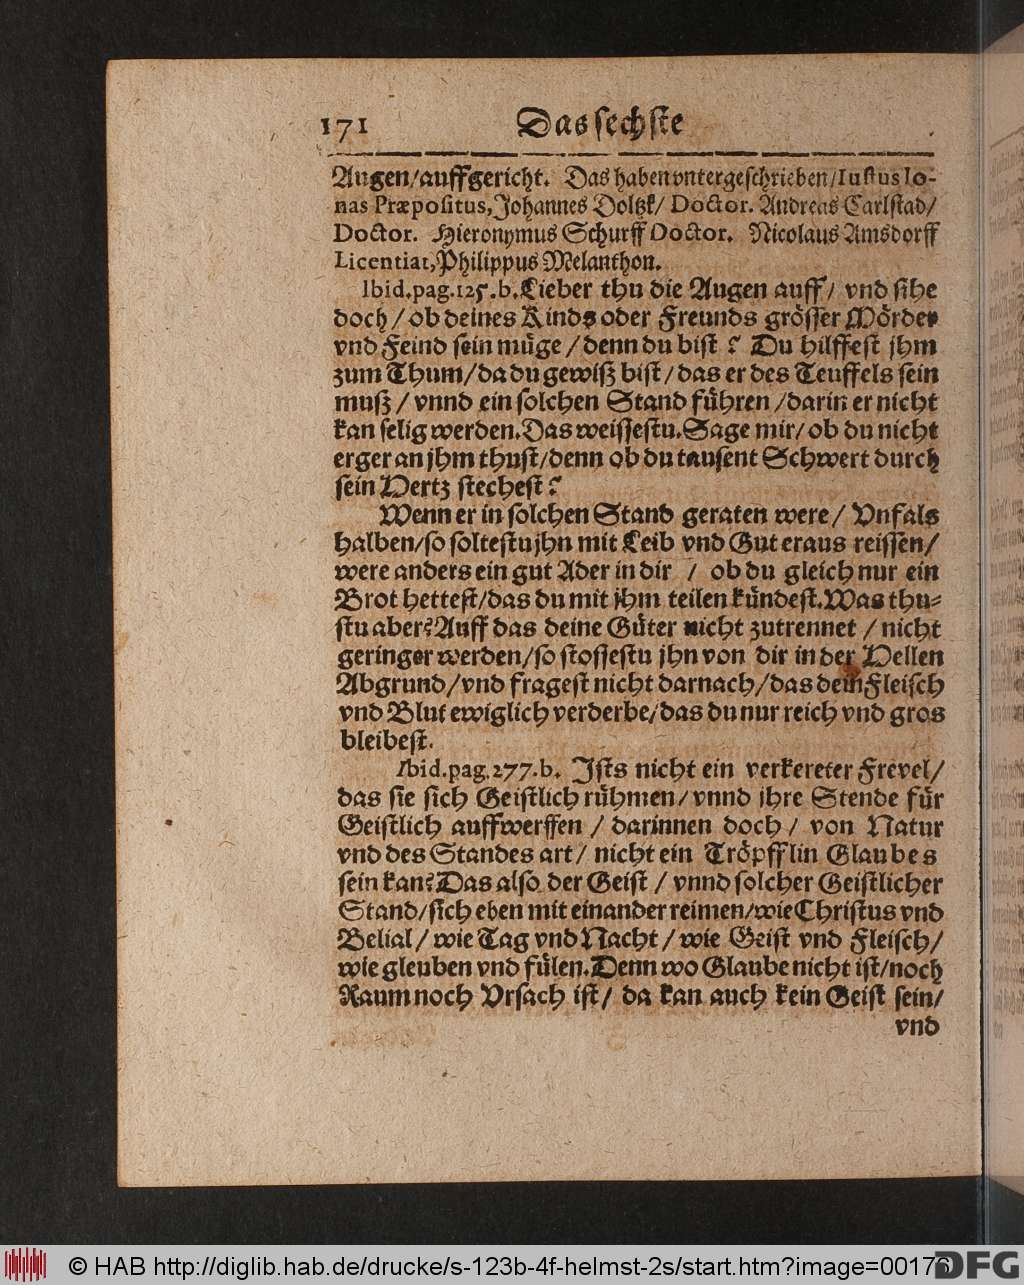 171 Das sechste
Augen/auffgericht. Das haben vntergeschrieben/Iustus Io-
nas Præpositus, Johannes Doltzk/ Doctor. Andreas Carlstad/
Doctor. Hieronymus Schurff Doctor. Nicolaus Amsdorff
Licentiat, Philippus Melanthon.
Ibid. pag. 125. b. Lieber thu die Augen auff/ vnd sihe
doch/ ob deines Kinds oder Freunds grösser Mörder
vnd Feind sein müge/denn du bist? Du hilffest jhm
zum Thum/da du gewiß bist/das er des Teuffels sein
muß/ vnnd ein solchen Stand führen/darin er nicht
kan selig werden. Das weissestu. Sage mir/ ob du nicht
erger an jhm thust/denn ob du tausent Schwert durch
sein Hertz stechest?
Wenn er in solchen Stand geraten were/ Vnfals
halben/so soltestu jhn mit Leib vnd Gut eraus reissen/
were anders ein gut Ader in dir / ob du gleich nur ein
Brot hettest/das du mit jhm teilen kündest. Was thu-
stu aber? Auff das deine Güter nicht zutrennet/ nicht
geringer werden/so stossestu jhn von dir in der Hellen
Abgrund/vnd fragest nicht darnach/das dein Fleisch
vnd Blut ewiglich verderbe/das du nur reich vnd gros
bleibest.
Ibid. pag. 277. b. Jsts nicht ein verkereter Frevel/
das sie sich Geistlich rühmen/vnnd jhre Stende für
Geistlich auffwerffen / darinnen doch/ von Natur
vnd des Standes art/ nicht ein Tröpfflin Glaubes
sein kan? Das also der Geist / vnnd solcher Geistlicher
Stand/sich eben mit einander reimen/wie Christus vnd
Belial/ wie Tag vnd Nacht/ wie Geist vnd Fleisch/
wie gleuben vnd fülen. Denn wo Glaube nicht ist/noch
Raum noch Vrsach ist/ da kan auch kein Geist sein/
vnd
© HAB http://diglib.hab.de/drucke/s-123b-4f-helmst-2s/start.htm?image=00176
DFG